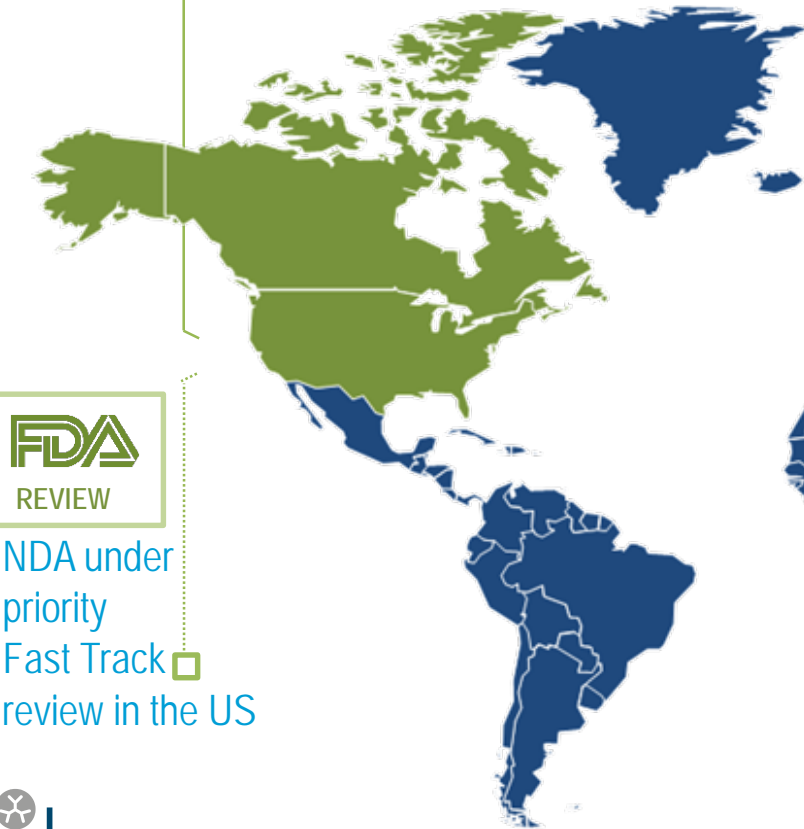 FDA
REVIEW
NDA under
priority
Fast Track
review in the US